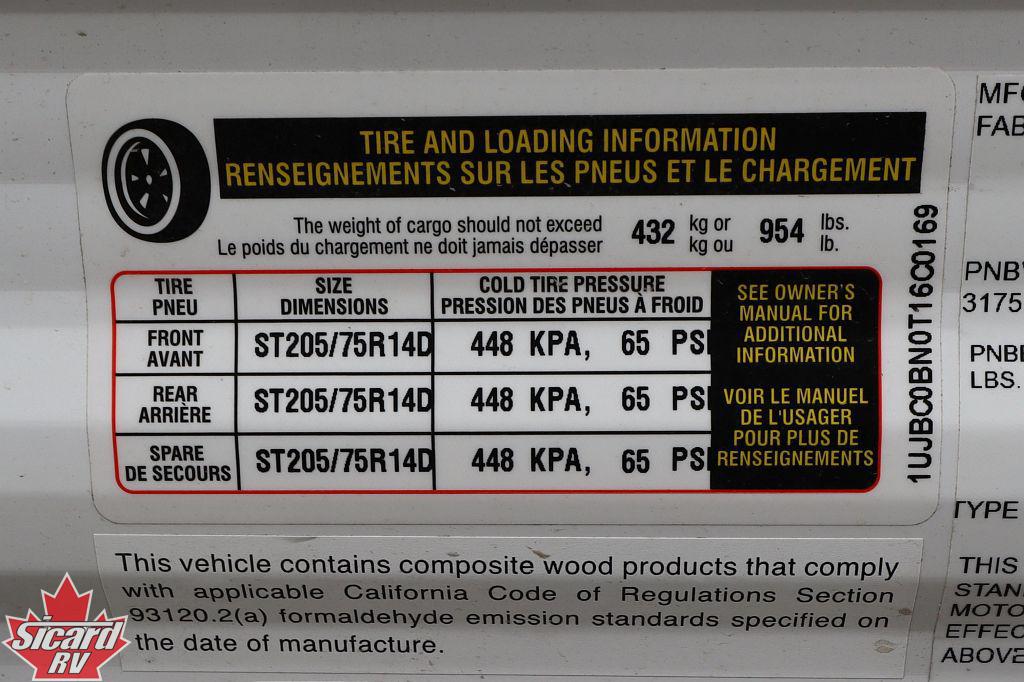 TIRE AND LOADING INFORMATION
RENSEIGNEMENTS SUR LES PNEUS ET LE CHARGEMENT
The weight of cargo should not exceed 432 kg or 954 lbs.
Le poids du chargement ne doit jamais dépasser kg ou lb.
TIRE SIZE COLD TIRE PRESSURE
PNEU DIMENSIONS PRESSION DES PNEUS À FROID
FRONT
AVANT
ST205/75R14D 448 KPA, 65 PSI
REAR
ARRIÈRE
ST205/75R14D 448 KPA, 65 PSI
SPARE
DE SECOURS
ST205/75R14D 448 KPA, 65 PSI
SEE OWNER'S
MANUAL FOR
ADDITIONAL
INFORMATION
VOIR LE MANUEL
DE L'USAGER
POUR PLUS DE
RENSEIGNEMENTS
1UJBC0BN0T16C0169
This vehicle contains composite wood products that comply
with applicable California Code of Regulations Section
93120.2(a) formaldehyde emission standards specified on
the date of manufacture.
FAB
3175
LBS.
TYPE
THIS
ABOVE
Sicard
RV